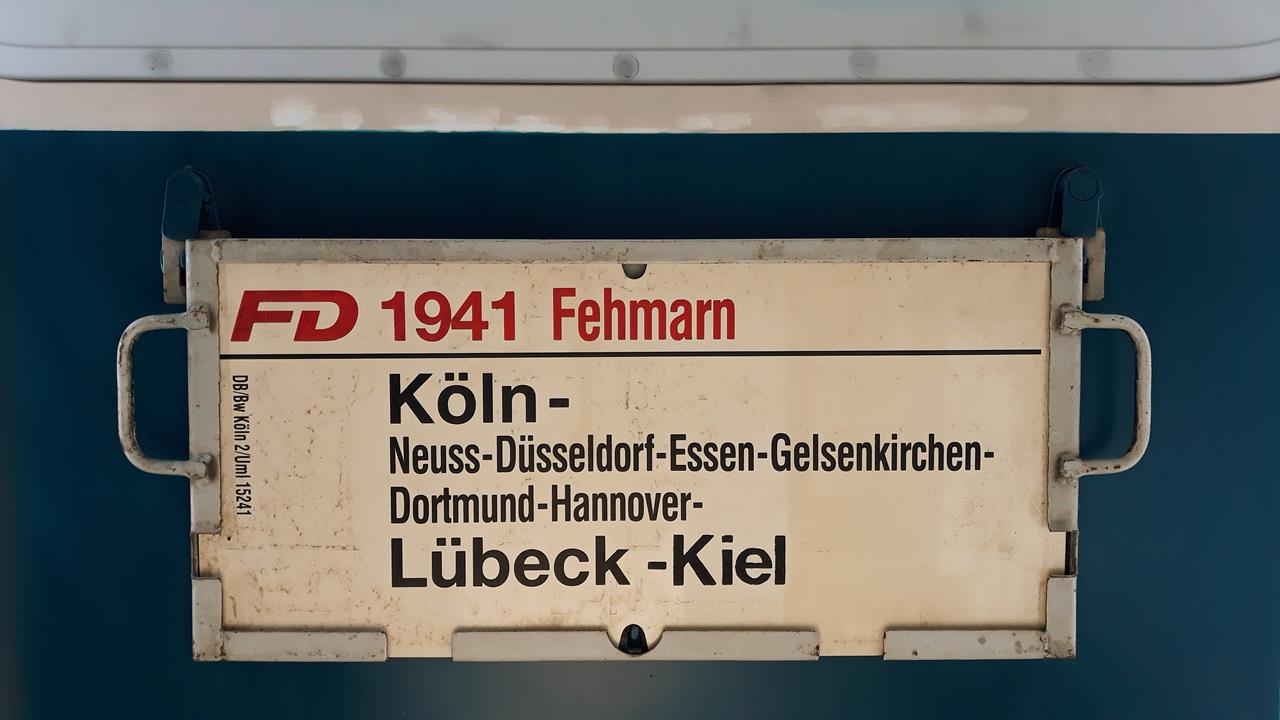 FD 1941 Fehmarn
Köln-
Neuss-Düsseldorf-Essen-Gelsenkirchen-
Dortmund-Hannover-
Lübeck-Kiel
DB/Bw Köln 2/Uml 15241